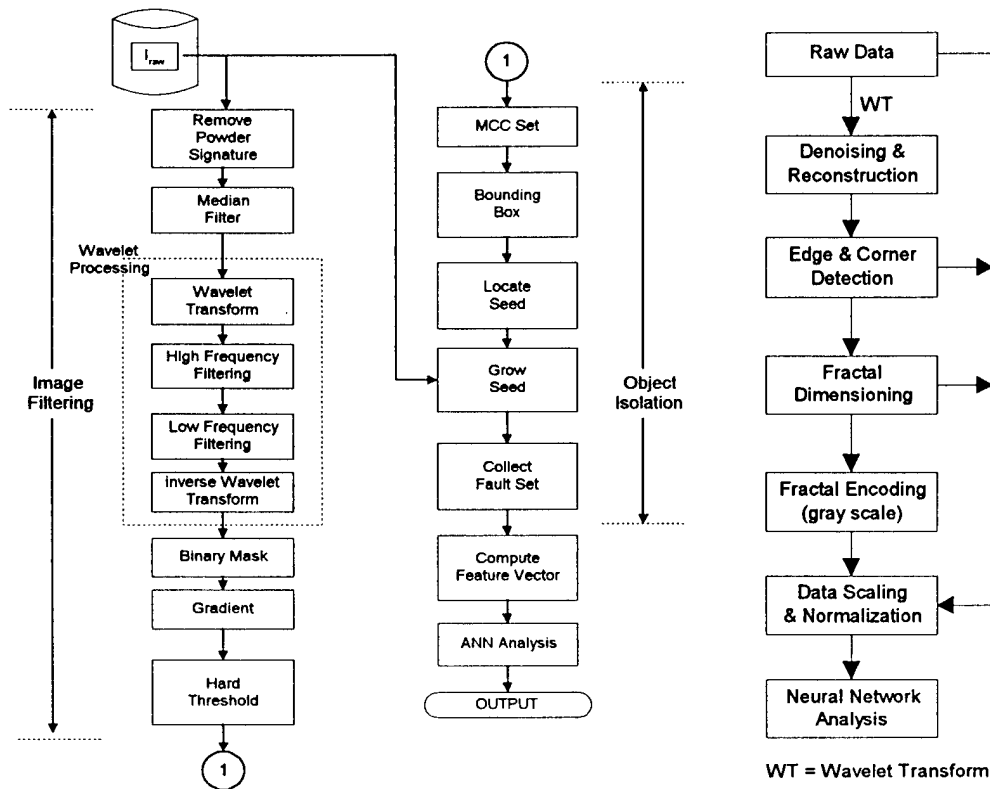 Iraw
Remove
Powder
Signature
Median
Filter
Wavelet
Processing
Wavelet
Transform
High Frequency
Filtering
Low Frequency
Filtering
Inverse Wavelet
Transform
Binary Mask
Gradient
Hard
Threshold
1
Image
Filtering
1
MCC Set
Bounding
Box
Locate
Seed
Grow
Seed
Collect
Fault Set
Compute
Feature Vector
ANN Analysis
OUTPUT
Object
Isolation
Raw Data
WT
Denoising &
Reconstruction
Edge & Corner
Detection
Fractal
Dimensioning
Fractal Encoding
(gray scale)
Data Scaling
& Normalization
Neural Network
Analysis
WT = Wavelet Transform